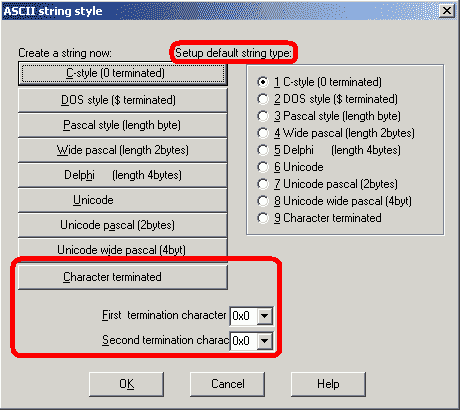 ASCII string style
Create a string now:
Setup default string type:
C-style (0 terminated)
DOS style ($ terminated)
Pascal style (length byte)
Wide pascal (length 2bytes)
Delphi (length 4bytes)
Unicode
Unicode pascal (2bytes)
Unicode wide pascal (4byt)
Character terminated
1 C-style (0 terminated)
2 DOS style ($ terminated)
3 Pascal style (length byte)
4 Wide pascal (length 2bytes)
5 Delphi (length 4bytes)
6 Unicode
7 Unicode pascal (2bytes)
8 Unicode wide pascal (4byt)
9 Character terminated
First termination character 0x0
Second termination charac 0x0
OK Cancel Help